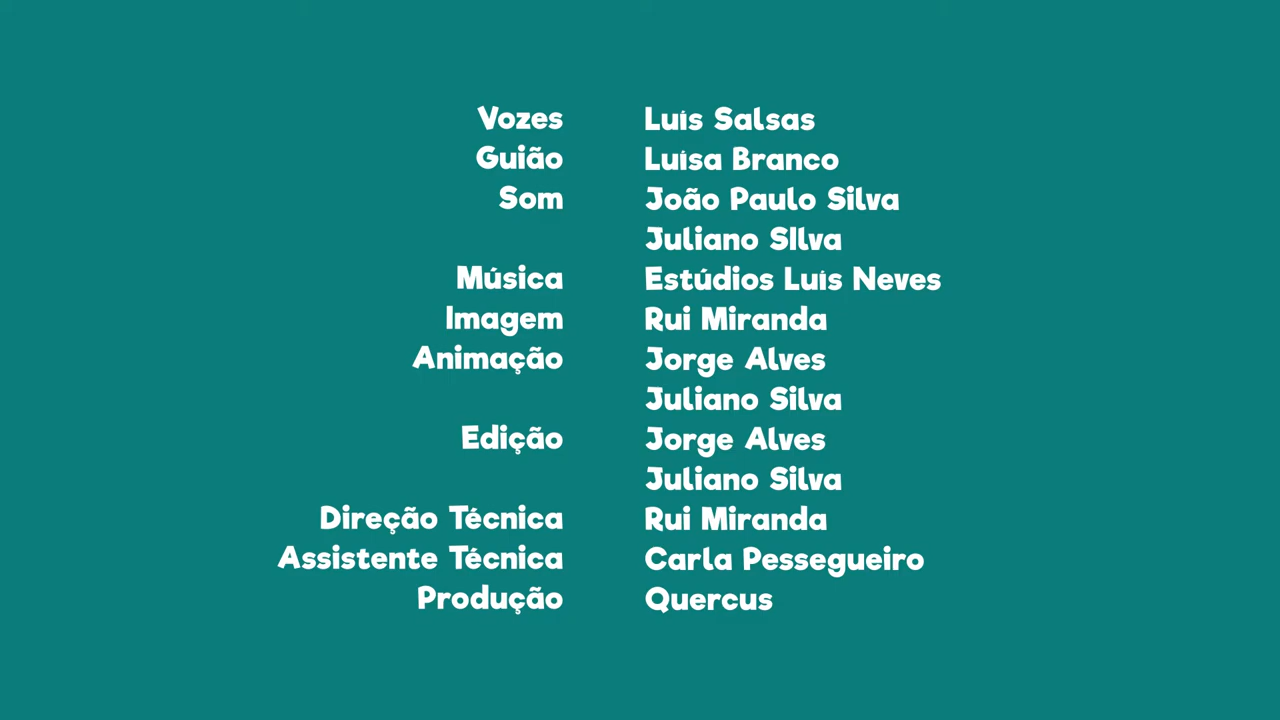 Vozes Luís Salsas
Guião Luísa Branco
Som João Paulo Silva
Juliano SIlva
Música Estúdios Luís Neves
Imagem Rui Miranda
Animação Jorge Alves
Juliano Silva
Edição Jorge Alves
Juliano Silva
Direção Técnica Rui Miranda
Assistente Técnica Carla Pessegueiro
Produção Quercus